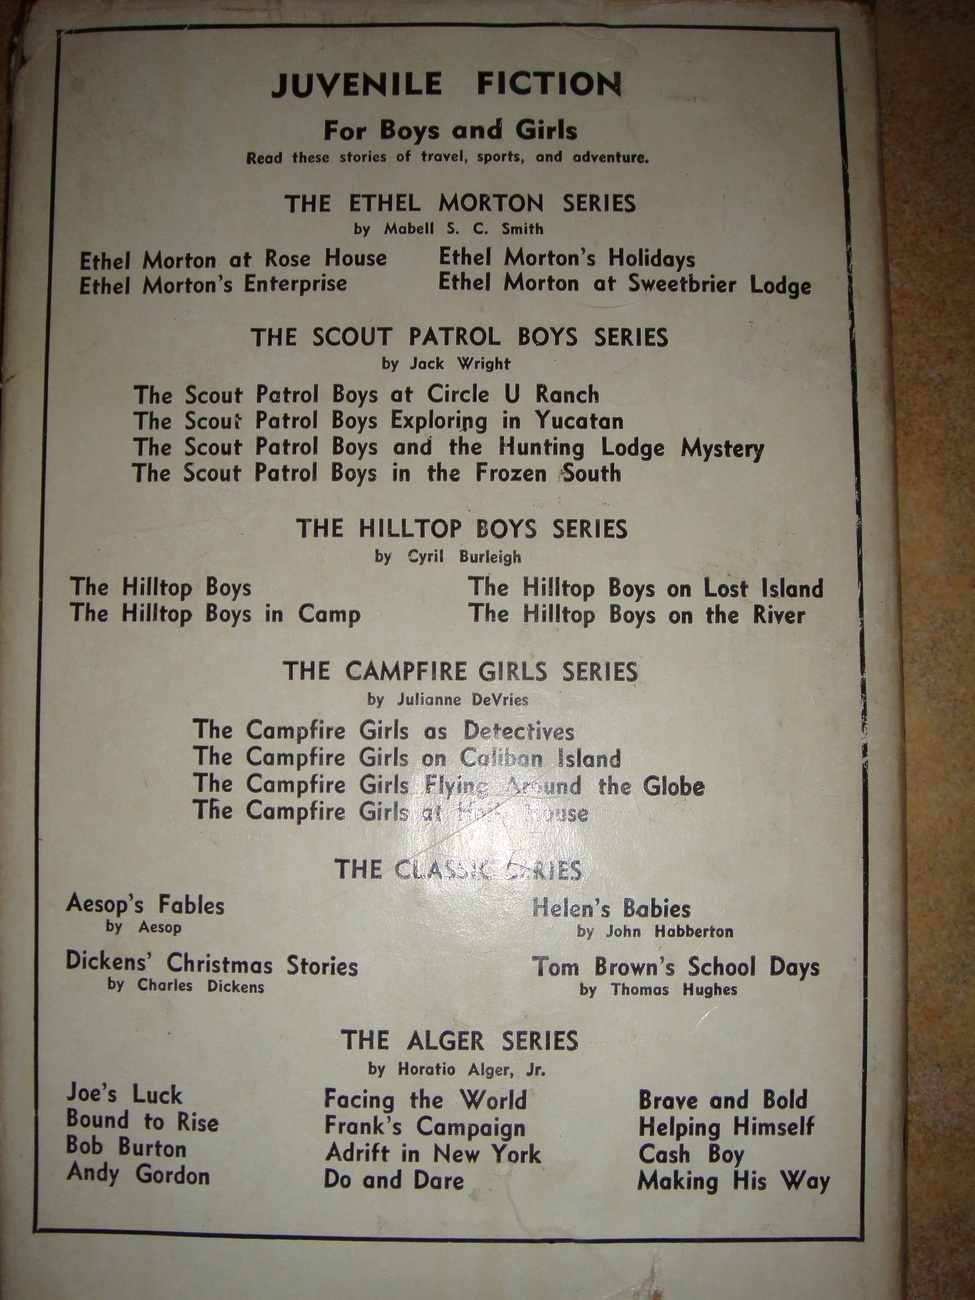 JUVENILE FICTION
For Boys and Girls
Read these stories of travel, sports, and adventure.
THE ETHEL MORTON SERIES
by Mabell S. C. Smith
Ethel Morton at Rose House Ethel Morton's Holidays
Ethel Morton's Enterprise Ethel Morton at Sweetbrier Lodge
THE SCOUT PATROL BOYS SERIES
by Jack Wright
The Scout Patrol Boys at Circle U Ranch
The Scout Patrol Boys Exploring in Yucatan
The Scout Patrol Boys and the Hunting Lodge Mystery
The Scout Patrol Boys in the Frozen South
THE HILLTOP BOYS SERIES
by Cyril Burleigh
The Hilltop Boys The Hilltop Boys on Lost Island
The Hilltop Boys in Camp The Hilltop Boys on the River
THE CAMPFIRE GIRLS SERIES
by Julianne DeVries
The Campfire Girls as Detectives
The Campfire Girls on Caliban Island
The Campfire Girls Flying Around the Globe
The Campfire Girls at Holly House
THE CLASSIC SERIES
Aesop's Fables Helen's Babies
by Aesop by John Habberton
Dickens' Christmas Stories Tom Brown's School Days
by Charles Dickens by Thomas Hughes
THE ALGER SERIES
by Horatio Alger, Jr.
Joe's Luck Facing the World Brave and Bold
Bound to Rise Frank's Campaign Helping Himself
Bob Burton Adrift in New York Cash Boy
Andy Gordon Do and Dare Making His Way